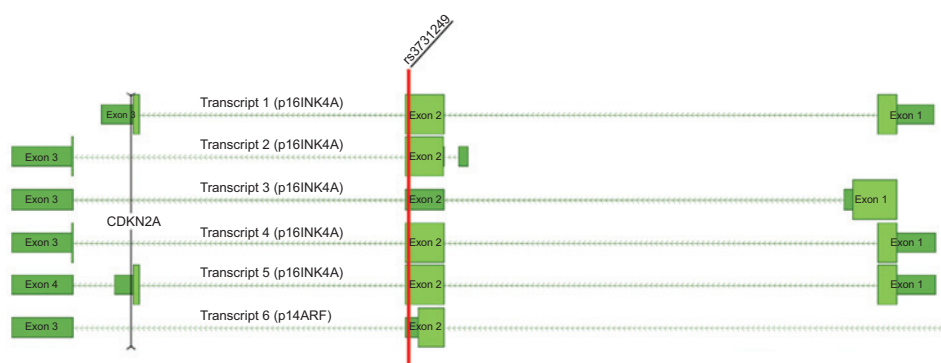 rs3731249
Transcript 1 (p16INK4A)
Exon 3
Exon 2
Exon 1
Transcript 2 (p16INK4A)
Exon 3
Exon 2
Transcript 3 (p16INK4A)
Exon 3
Exon 2
Exon 1
CDKN2A
Transcript 4 (p16INK4A)
Exon 3
Exon 2
Exon 1
Transcript 5 (p16INK4A)
Exon 4
Exon 2
Exon 1
Transcript 6 (p14ARF)
Exon 3
Exon 2